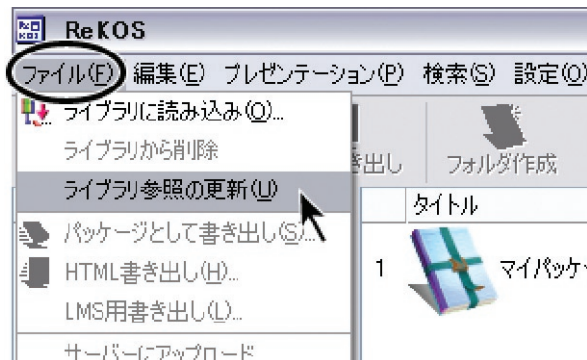 ReKOS
ファイル(F) 編集(E) プレゼンテーション(P) 検索(S) 設定(O)
ライブラリに読み込み(O)...
ライブラリから削除
き出し フォルダ作成
ライブラリ参照の更新(U)
タイトル
パッケージとして書き出し(S)...
1 マイパッケ
HTML書き出し(H)...
LMS用書き出し(L)...
サーバーにアップロード